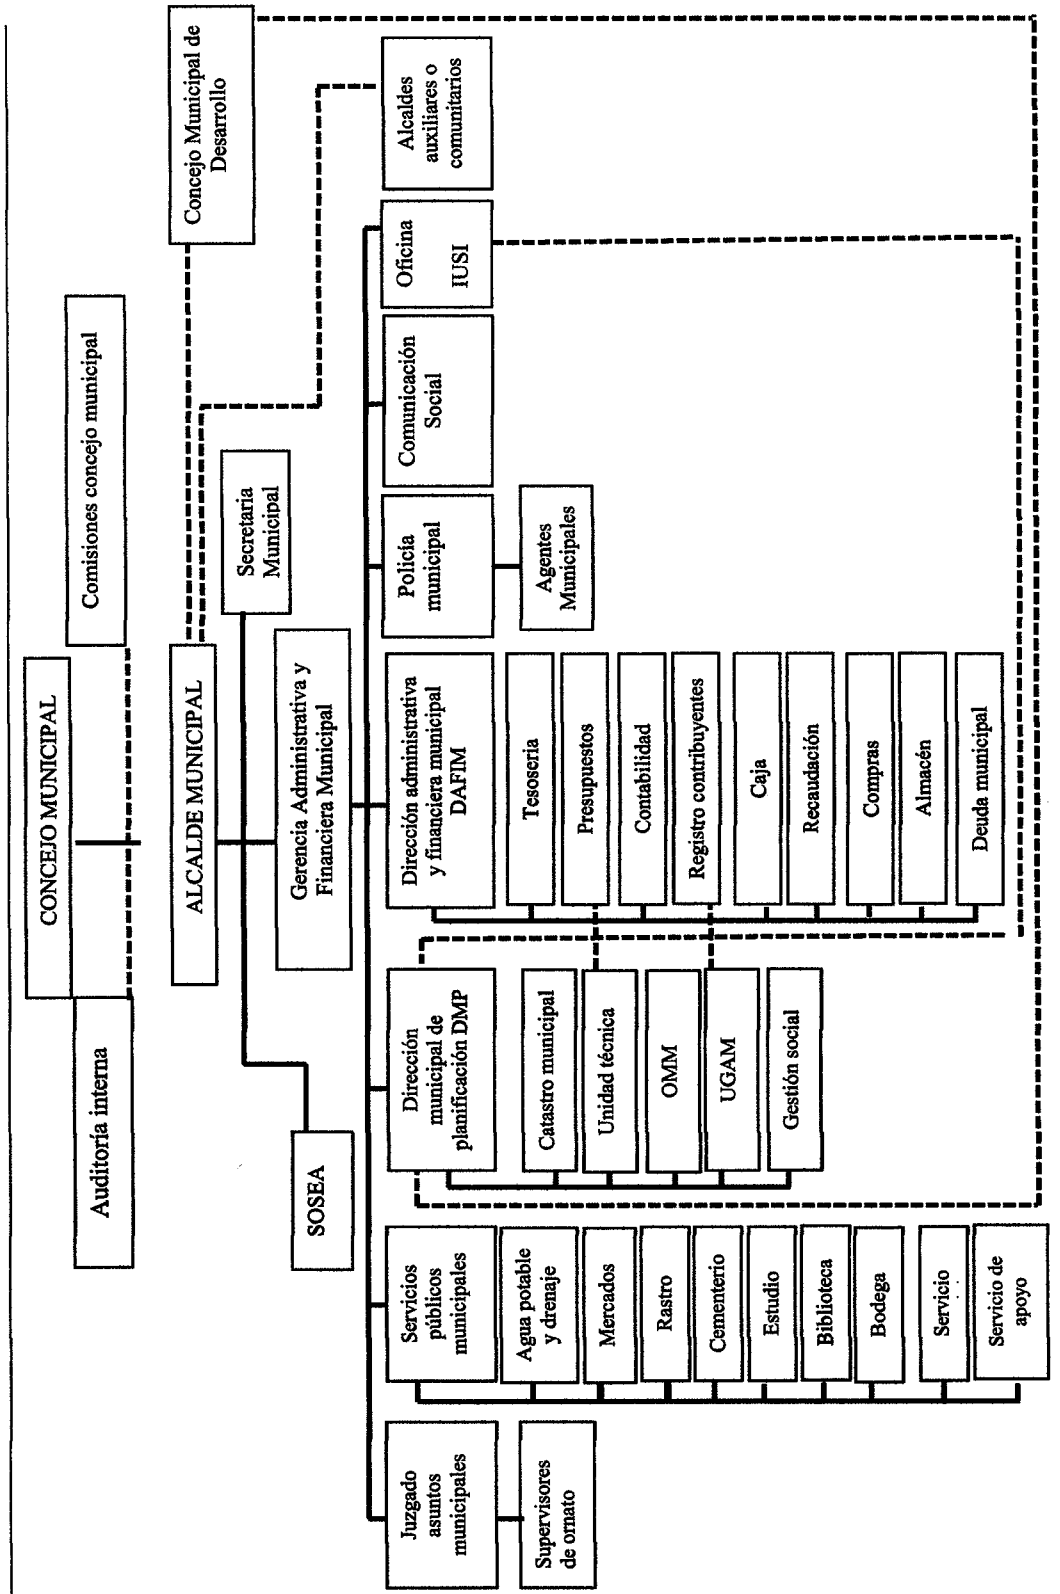 CONCEJO MUNICIPAL
Auditoría interna
Comisiones concejo municipal
ALCALDE MUNICIPAL
Concejo Municipal de
Desarrollo
Secretaria
Municipal
SOSEA
Gerencia Administrativa y
Financiera Municipal
Juzgado
asuntos
municipales
Supervisores
de ornato
Servicios
públicos
municipales
Agua potable
y drenaje
Mercados
Rastro
Cementerio
Estudio
Biblioteca
Bodega
Servicio
Servicio de
apoyo
Dirección
municipal de
planificación DMP
Catastro municipal
Unidad técnica
OMM
UGAM
Gestión social
Dirección administrativa
y financiera municipal
DAFIM
Tesoseria
Presupuestos
Contabilidad
Registro contribuyentes
Caja
Recaudación
Compras
Almacén
Deuda municipal
Policía
municipal
Agentes
Municipales
Comunicación
Social
Oficina
IUSI
Alcaldes
auxiliares o
comunitarios